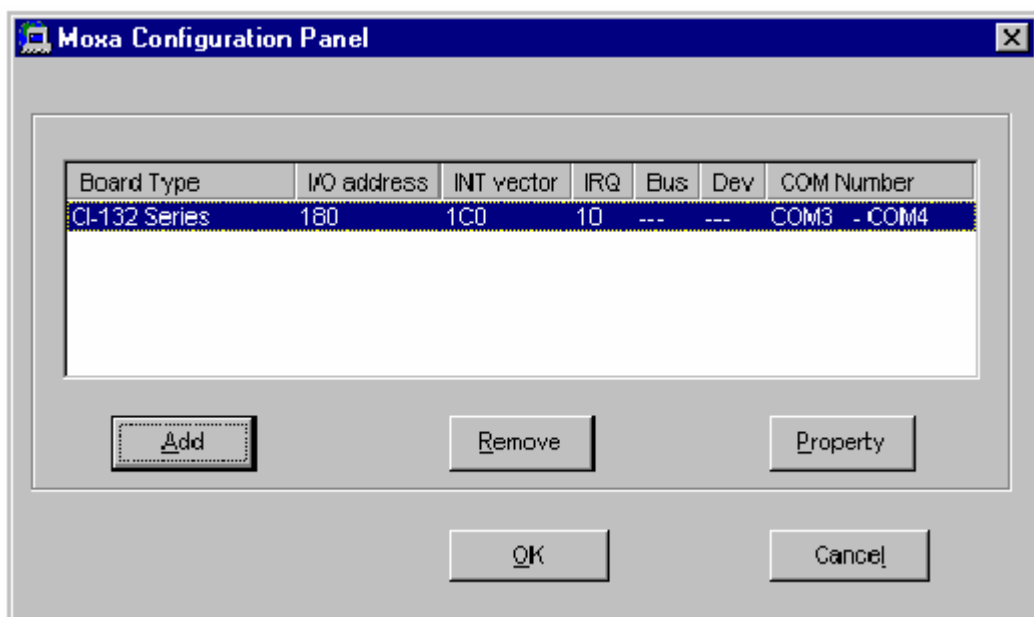 Moxa Configuration Panel
Board Type I/O address INT vector IRQ Bus Dev COM Number
CI-132 Series 180 1C0 10 --- --- COM3 - COM4
Add Remove Property
OK Cancel